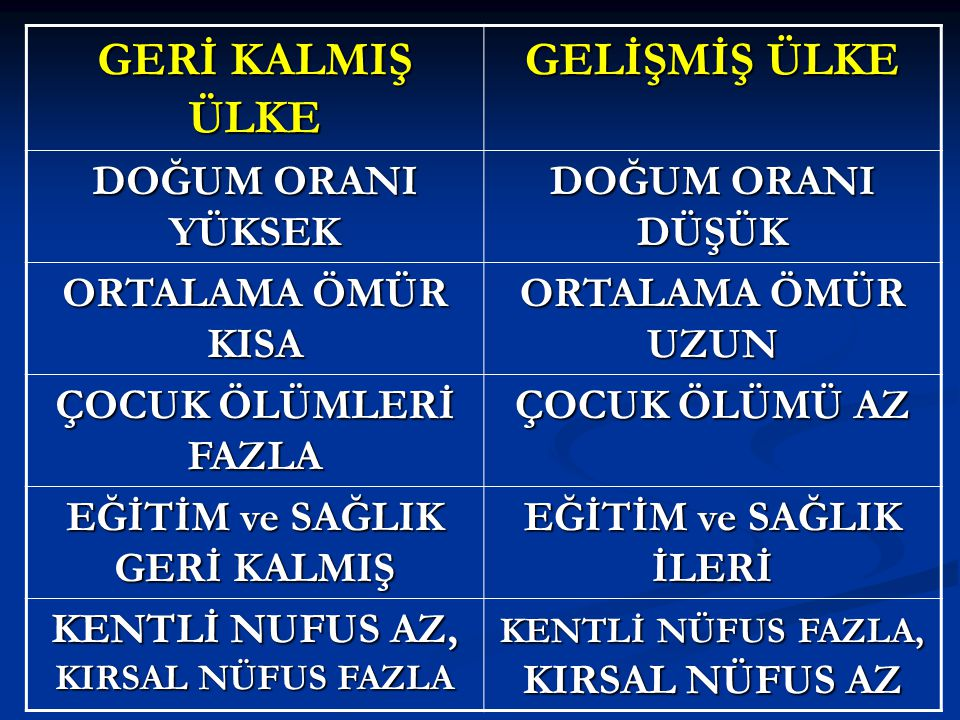 GERİ KALMIŞ
ÜLKE
GELİŞMİŞ ÜLKE
DOĞUM ORANI
YÜKSEK
DOĞUM ORANI
DÜŞÜK
ORTALAMA ÖMÜR
KISA
ORTALAMA ÖMÜR
UZUN
ÇOCUK ÖLÜMLERİ
FAZLA
ÇOCUK ÖLÜMÜ AZ
EĞİTİM ve SAĞLIK
GERİ KALMIŞ
EĞİTİM ve SAĞLIK
İLERİ
KENTLİ NUFUS AZ,
KIRSAL NÜFUS FAZLA
KENTLİ NÜFUS FAZLA,
KIRSAL NÜFUS AZ